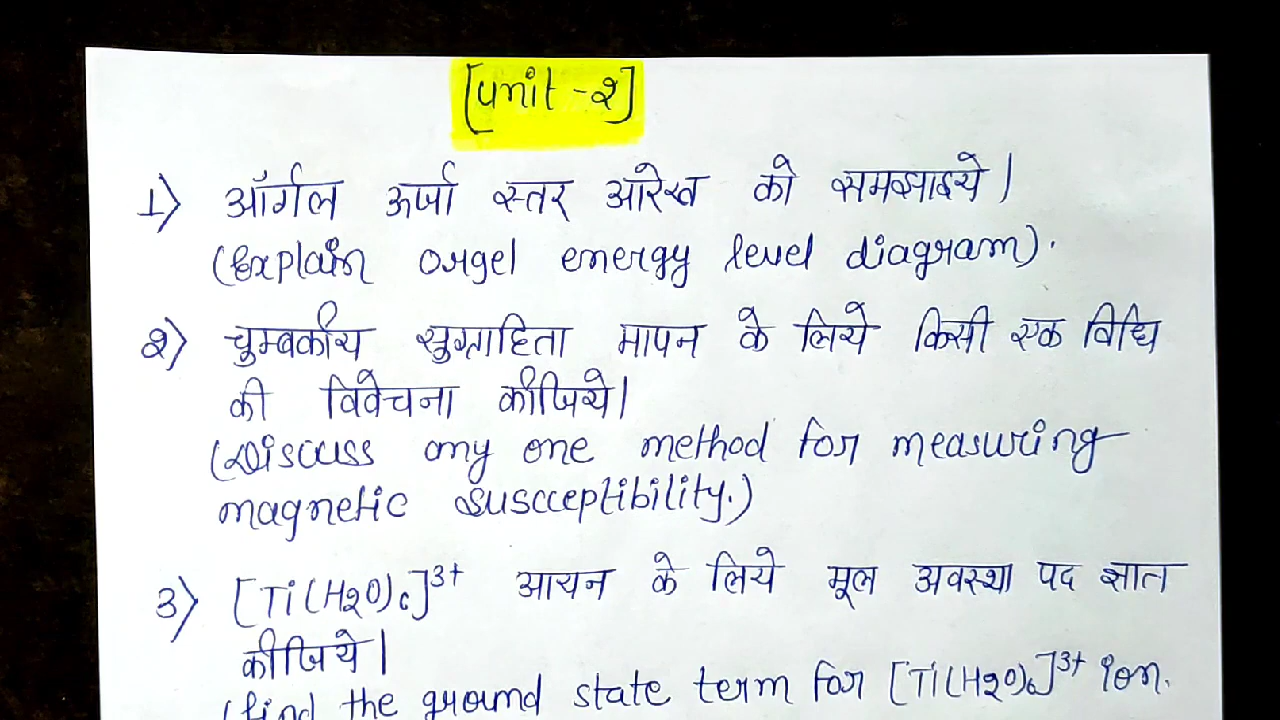 [Unit -2]
1) ऑर्गल ऊर्जा स्तर आरेख को समझाइये।
(Explain orgel energy level diagram).
2) चुम्बकीय सुग्राहिता मापन के लिये किसी एक विधि
की विवेचना कीजिये।
(Discuss any one method for measuring
magnetic susceptibility.)
3) [Ti(H2O)6]3+ आयन के लिये मूल अवस्था पद ज्ञात
कीजिये।
(find the ground state term for [Ti(H2O)6]3+ ion.